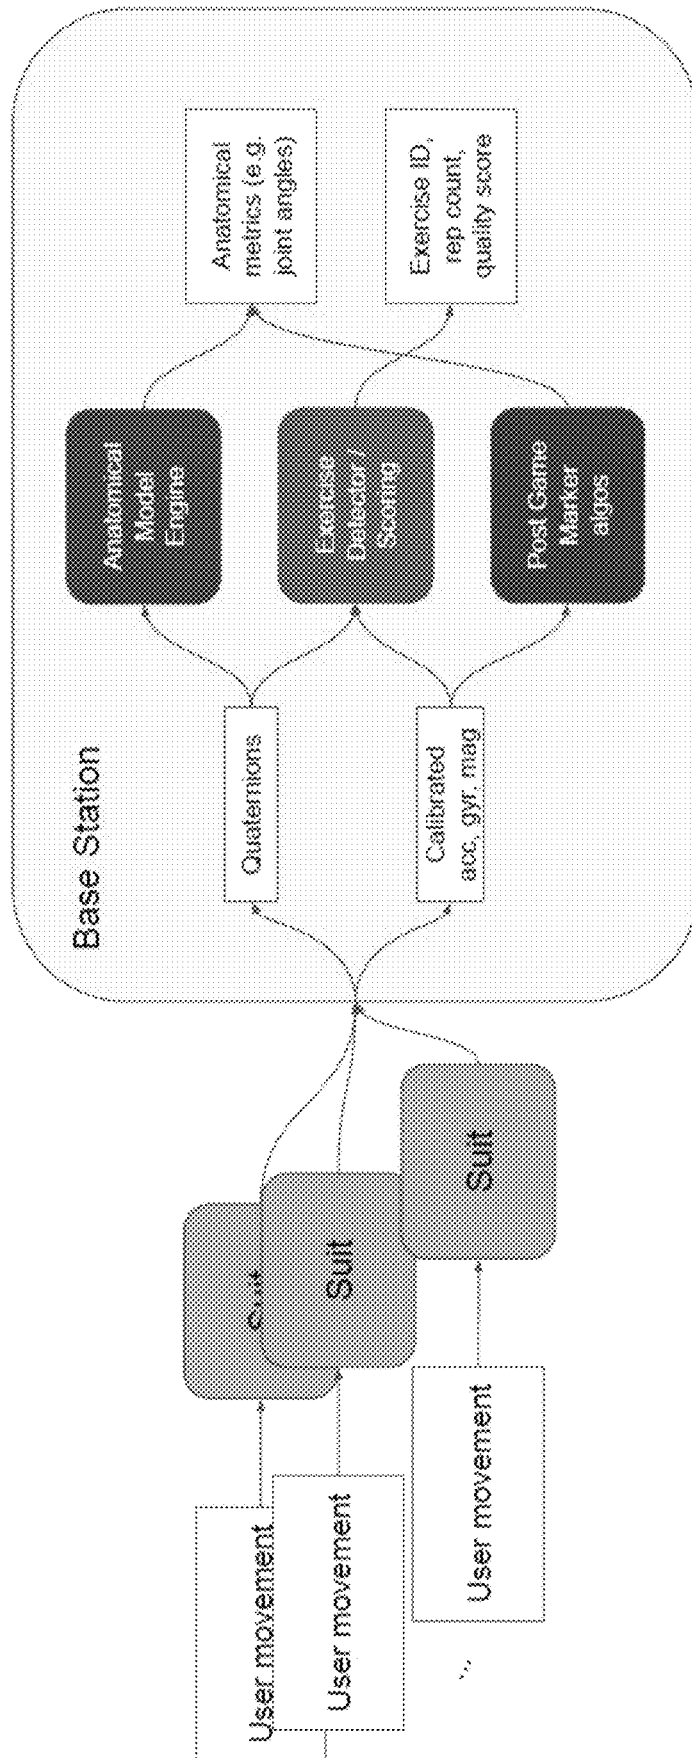 Base Station
User movement
User movement
User movement
Suit
Suit
Suit
Quaternions
Calibrated
acc, gyr, mag
Anatomical
Model
Engine
Exercise
Detector /
Scoring
Post Game
Marker
algos
Anatomical
metrics (e.g.
joint angles)
Exercise ID,
rep count,
quality score